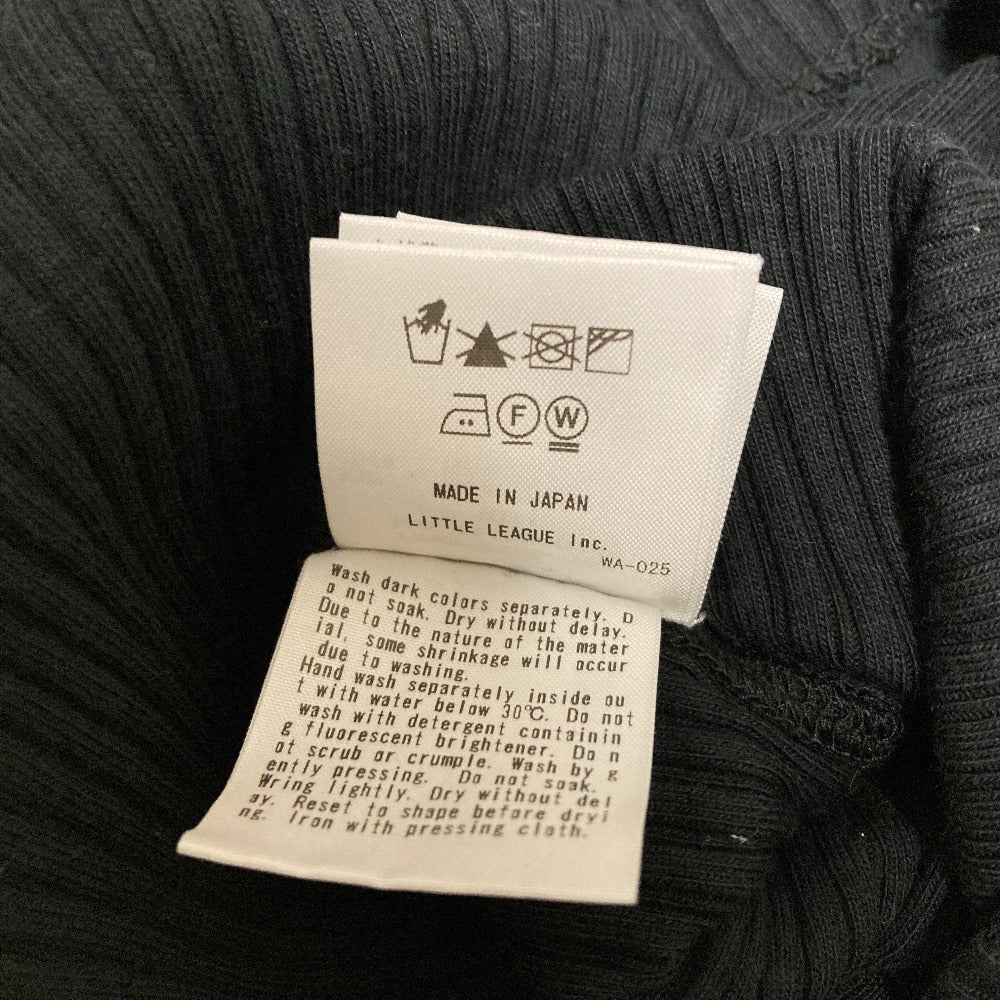 F W
MADE IN JAPAN
LITTLE LEAGUE Inc.
WA-025
Wash dark colors separately. D
o not soak. Dry without delay.
Due to the nature of the mater
ial, some shrinkage will occur
due to washing.
Hand wash separately inside ou
t with water below 30℃. Do not
wash with detergent containin
g fluorescent brightener. Do n
ot scrub or crumple. Wash by g
ently pressing. Do not soak.
Wring lightly. Dry without del
ay. Reset to shape before dryi
ng. Iron with pressing cloth.